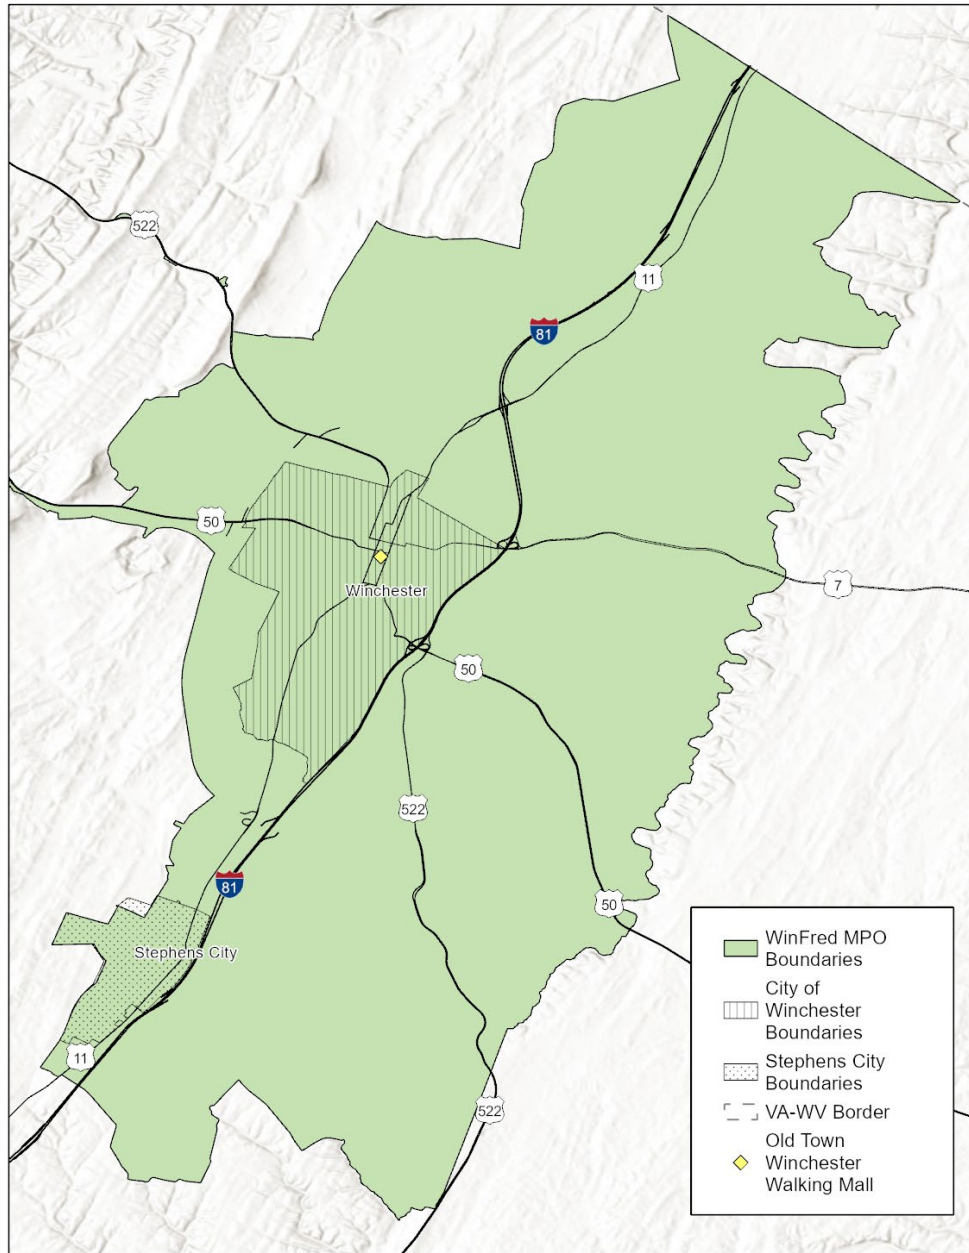 522
11
81
50
7
Winchester
50
522
81
50
Stephens City
11
522
WinFred MPO
Boundaries
City of
Winchester
Boundaries
Stephens City
Boundaries
VA-WV Border
Old Town
Winchester
Walking Mall